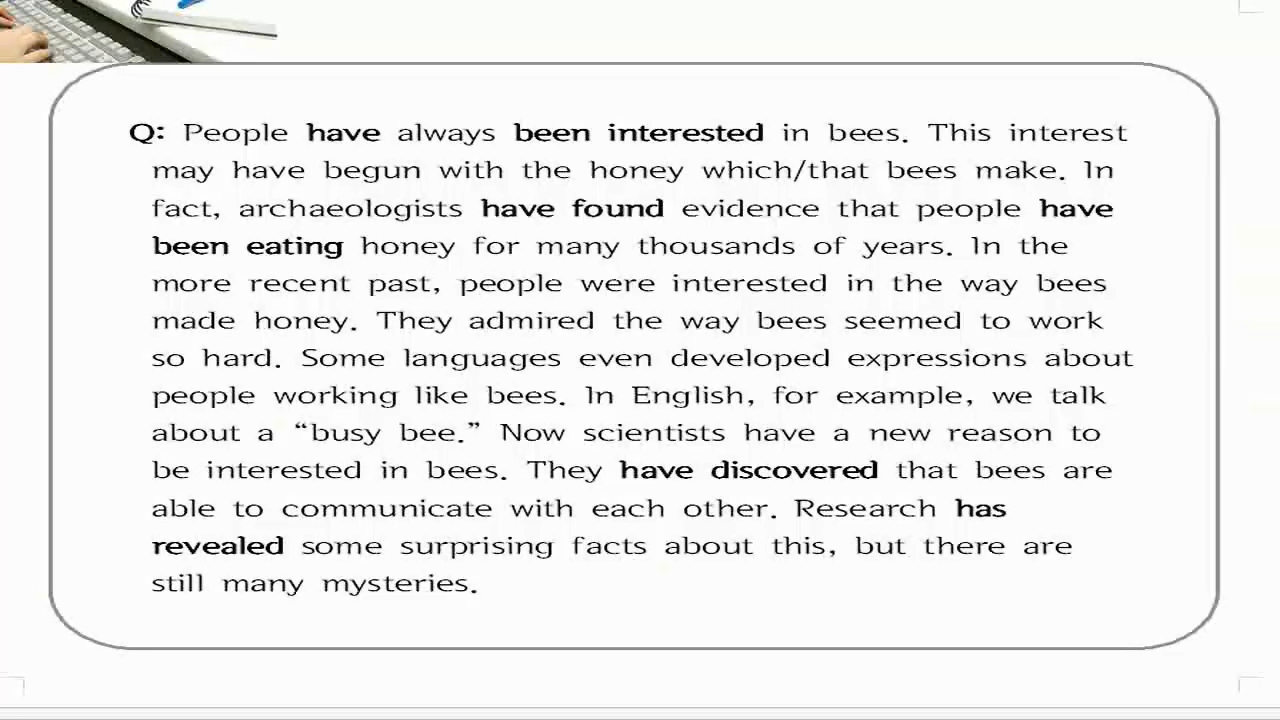 Q: People have always been interested in bees. This interest
may have begun with the honey which/that bees make. In
fact, archaeologists have found evidence that people have
been eating honey for many thousands of years. In the
more recent past, people were interested in the way bees
made honey. They admired the way bees seemed to work
so hard. Some languages even developed expressions about
people working like bees. In English, for example, we talk
about a “busy bee.” Now scientists have a new reason to
be interested in bees. They have discovered that bees are
able to communicate with each other. Research has
revealed some surprising facts about this, but there are
still many mysteries.